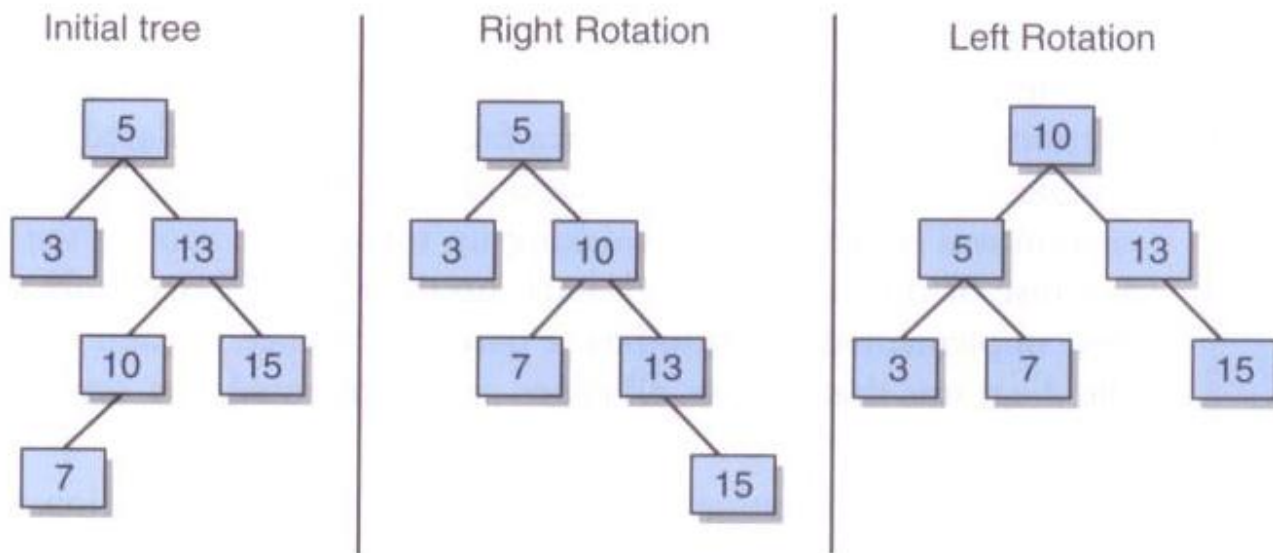 Initial tree
Right Rotation
Left Rotation
5
3 13
10 15
7
5
3 10
7 13
15
10
5 13
3 7 15